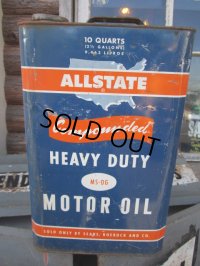 10 QUARTS
(2½ GALLONS)
ALLSTATE
Compounded
SOLD OUT
HEAVY DUTY
MS-DG
MOTOR OIL
SOLD ONLY BY SEARS, ROEBUCK AND CO.